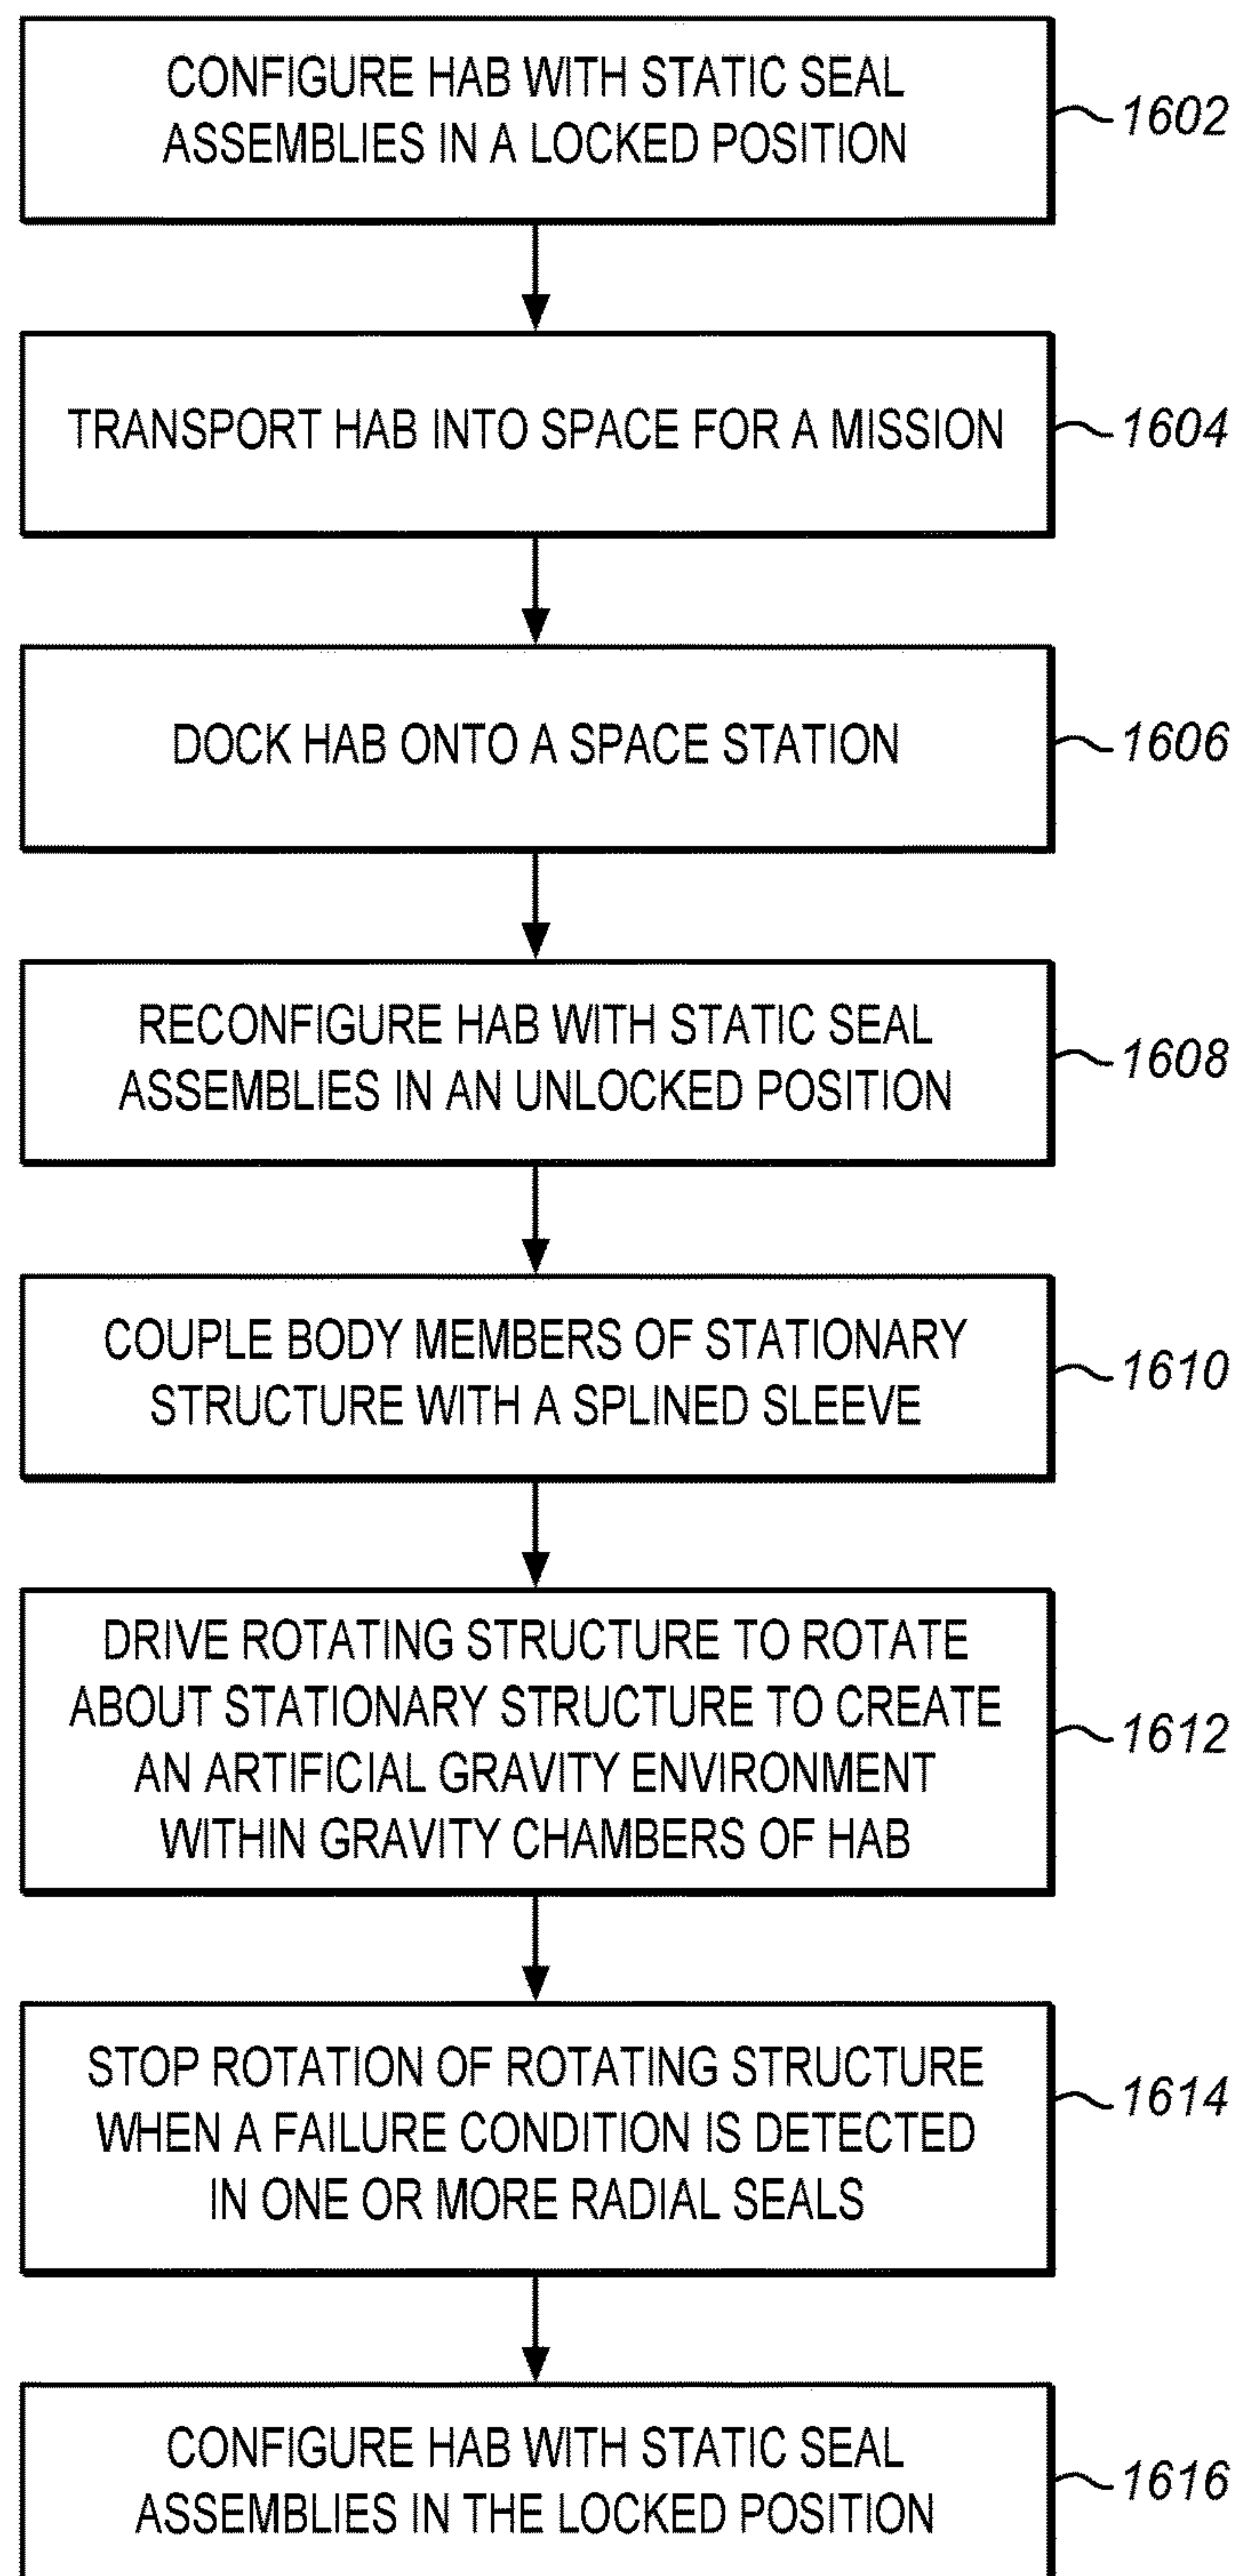 CONFIGURE HAB WITH STATIC SEAL
ASSEMBLIES IN A LOCKED POSITION
1602
TRANSPORT HAB INTO SPACE FOR A MISSION
1604
DOCK HAB ONTO A SPACE STATION
1606
RECONFIGURE HAB WITH STATIC SEAL
ASSEMBLIES IN AN UNLOCKED POSITION
1608
COUPLE BODY MEMBERS OF STATIONARY
STRUCTURE WITH A SPLINED SLEEVE
1610
DRIVE ROTATING STRUCTURE TO ROTATE
ABOUT STATIONARY STRUCTURE TO CREATE
AN ARTIFICIAL GRAVITY ENVIRONMENT
WITHIN GRAVITY CHAMBERS OF HAB
1612
STOP ROTATION OF ROTATING STRUCTURE
WHEN A FAILURE CONDITION IS DETECTED
IN ONE OR MORE RADIAL SEALS
1614
CONFIGURE HAB WITH STATIC SEAL
ASSEMBLIES IN THE LOCKED POSITION
1616